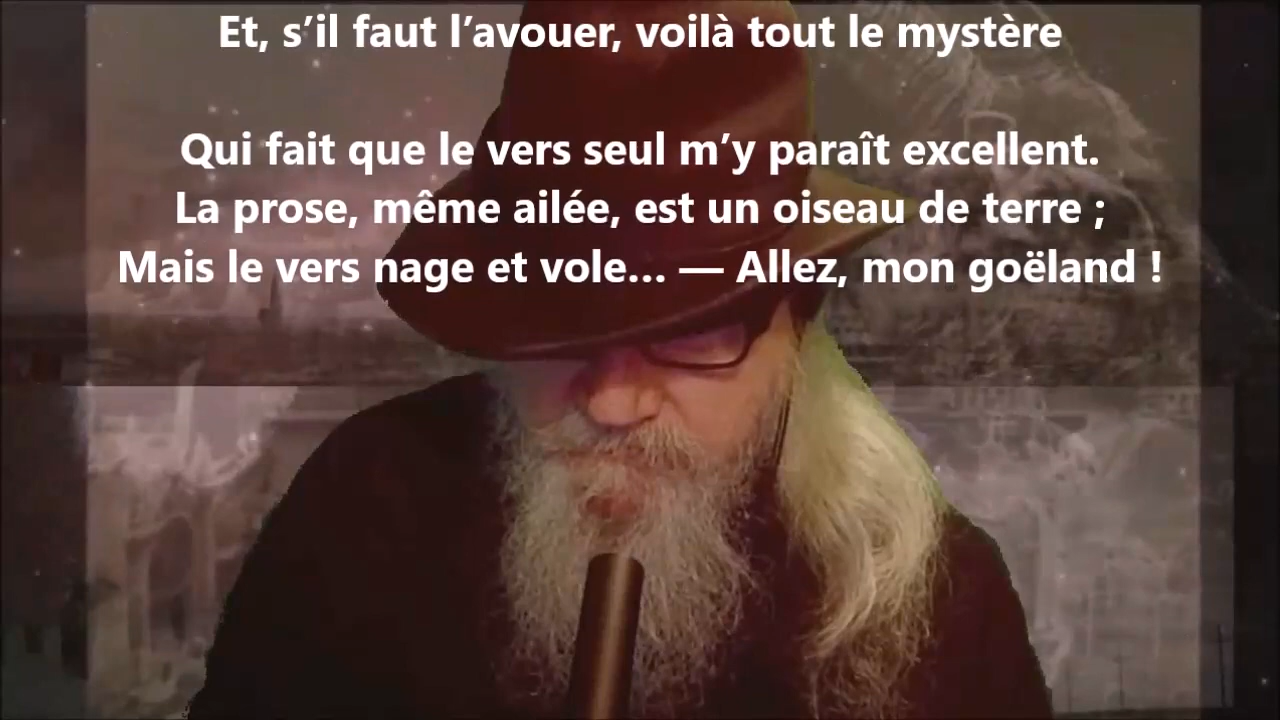 Et, s’il faut l’avouer, voilà tout le mystère
Qui fait que le vers seul m’y paraît excellent.
La prose, même ailée, est un oiseau de terre ;
Mais le vers nage et vole… — Allez, mon goëland !